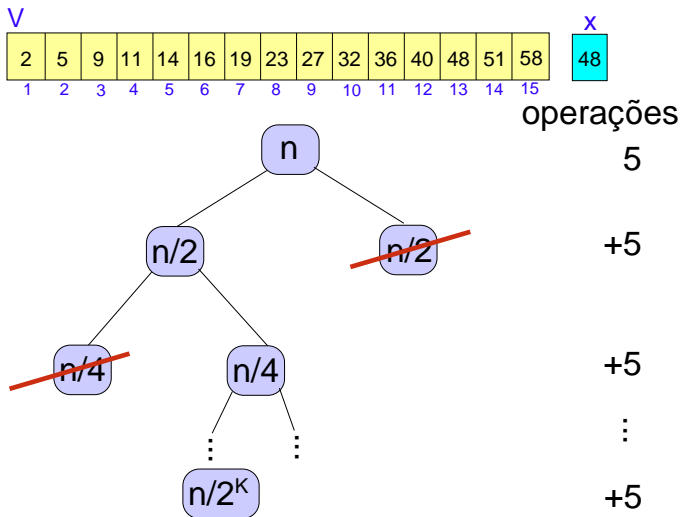 V x
2 5 9 11 14 16 19 23 27 32 36 40 48 51 58 48
1 2 3 4 5 6 7 8 9 10 11 12 13 14 15
operações
n 5
n/2 n/2 +5
n/4 n/4 +5
⋮ ⋮ ⋮
n/2ᴷ +5